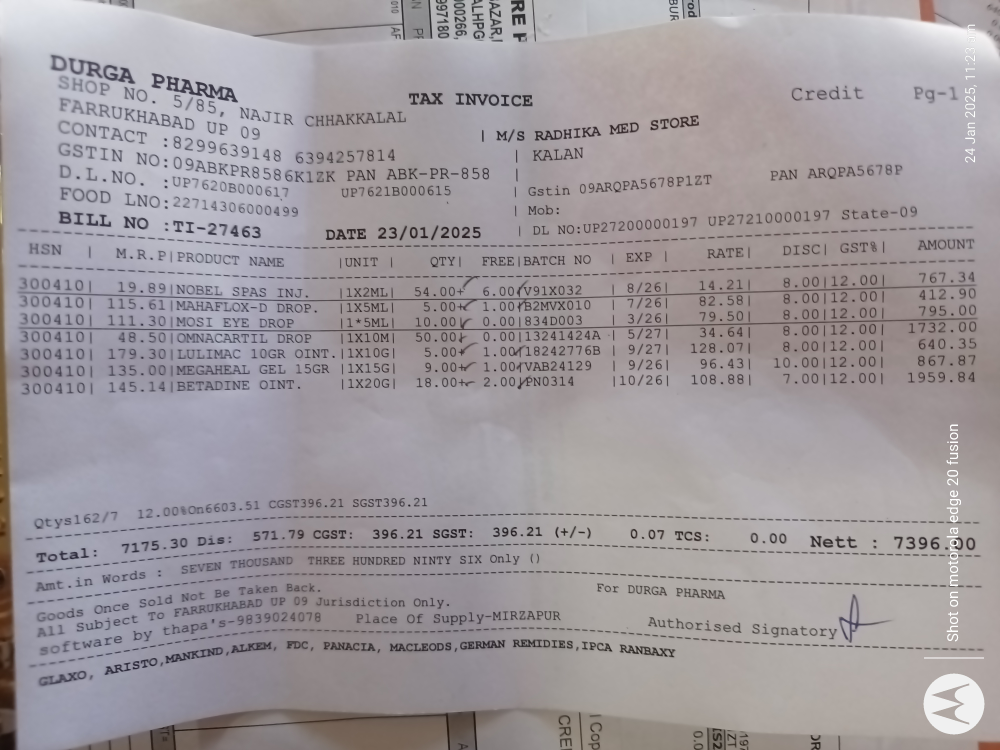 DURGA PHARMA
SHOP NO. 5/85, NAJIR CHHAKKALAL
FARRUKHABAD UP 09
CONTACT :8299639148 6394257814
GSTIN NO:09ABKPR8586K1ZK PAN ABK-PR-858
D.L.NO. :UP7620B000617 UP7621B000615
FOOD LNO:22714306000499
BILL NO :TI-27463 DATE 23/01/2025
TAX INVOICE
Credit Pg-1
| M/S RADHIKA MED STORE
| KALAN
| Gstin 09ARQPA5678P1ZT PAN ARQPA5678P
| Mob:
| DL NO:UP27200000197 UP27210000197 State-09
HSN | M.R.P|PRODUCT NAME |UNIT | QTY| FREE|BATCH NO | EXP | RATE| DISC| GST%| AMOUNT
300410| 19.89|NOBEL SPAS INJ. |1X2ML| 54.00+ 6.00|V91X032 | 8/26| 14.21| 8.00|12.00| 767.34
300410| 115.61|MAHAFLOX-D DROP. |1X5ML| 5.00+ 1.00|B2MVX010 | 7/26| 82.58| 8.00|12.00| 412.90
300410| 111.30|MOSI EYE DROP |1*5ML| 10.00| 0.00|834D003 | 3/26| 79.50| 8.00|12.00| 795.00
300410| 48.50|OMNACARTIL DROP |1X10M| 50.00| 0.00|13241424A | 5/27| 34.64| 8.00|12.00| 1732.00
300410| 179.30|LULIMAC 10GR OINT.|1X10G| 5.00+ 1.00|18242776B | 9/27| 128.07| 8.00|12.00| 640.35
300410| 135.00|MEGAHEAL GEL 15GR |1X15G| 9.00+ 1.00|VAB24129 | 9/26| 96.43| 10.00|12.00| 867.87
300410| 145.14|BETADINE OINT. |1X20G| 18.00+ 2.00|PN0314 |10/26| 108.88| 7.00|12.00| 1959.84
Qtys162/7 12.00%On6603.51 CGST396.21 SGST396.21
Total: 7175.30 Dis: 571.79 CGST: 396.21 SGST: 396.21 (+/-) 0.07 TCS: 0.00 Nett : 7396.00
Amt.in Words : SEVEN THOUSAND THREE HUNDRED NINTY SIX Only ()
Goods Once Sold Not Be Taken Back.
All Subject To FARRUKHABAD UP 09 Jurisdiction Only.
software by thapa's-9839024078 Place Of Supply-MIRZAPUR
For DURGA PHARMA
Authorised Signatory
GLAXO, ARISTO,MANKIND,ALKEM, FDC, PANACIA, MACLEODS,GERMAN REMIDIES,IPCA RANBAXY
24 Jan 2025, 11:23 am
Shot on motorola edge 20 fusion